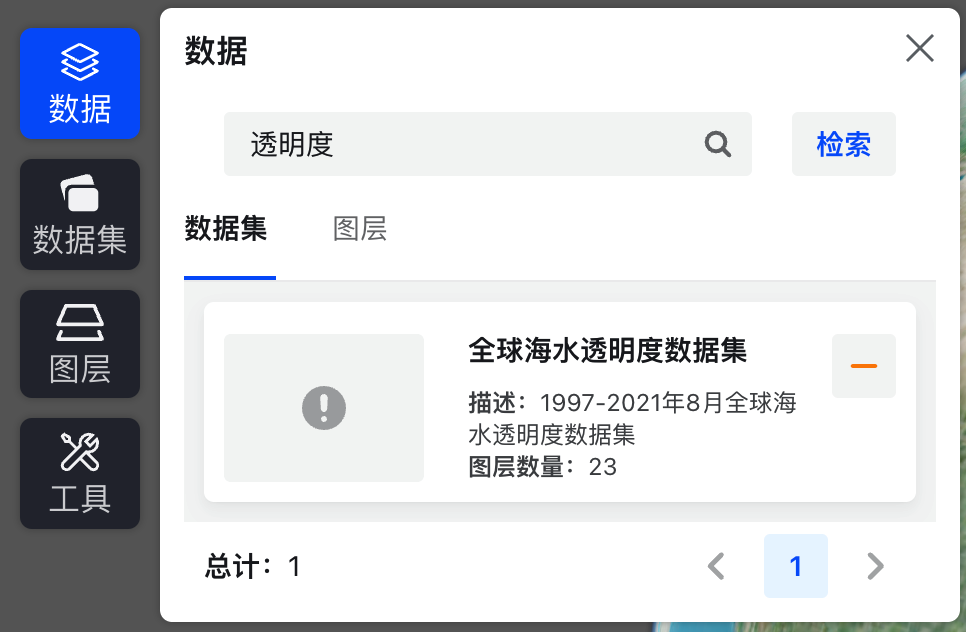 数据
数据集
图层
工具
数据
透明度
检索
数据集 图层
全球海水透明度数据集
描述：1997-2021年8月全球海
水透明度数据集
图层数量：23
总计：1
1